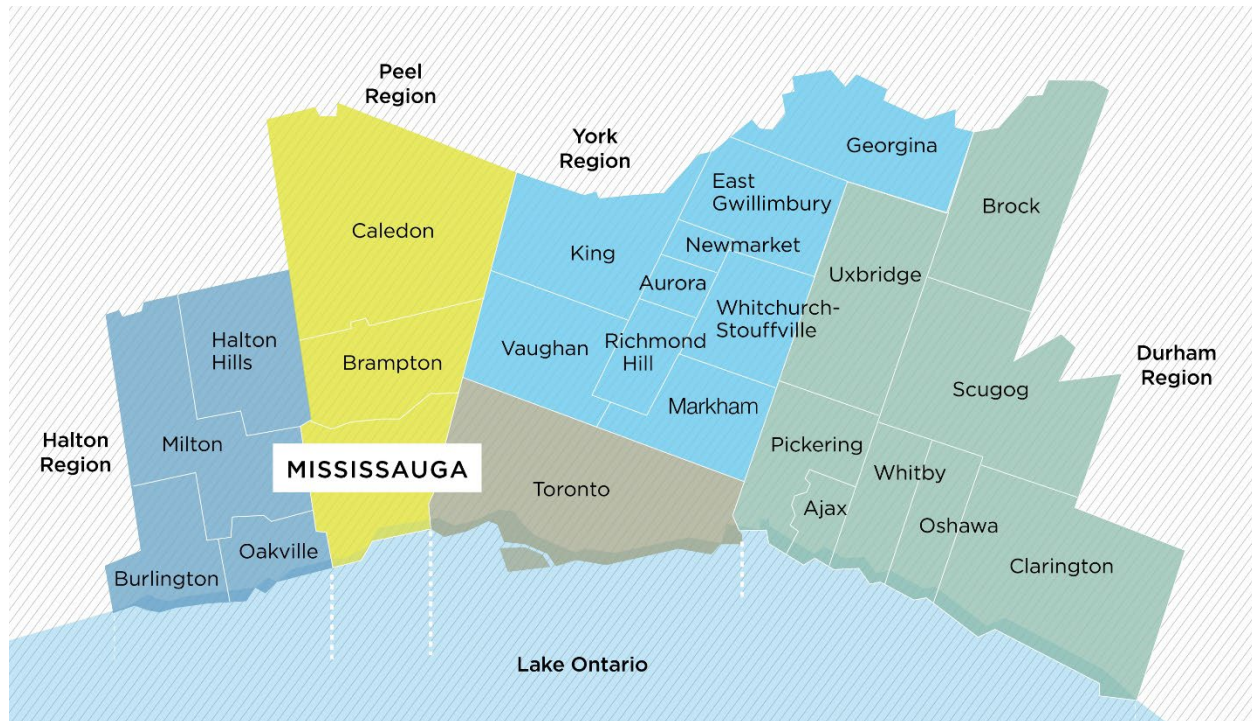 Peel
Region
York
Region
Georgina
East
Gwillimbury
Brock
Caledon
King
Newmarket
Uxbridge
Aurora
Whitchurch-
Stouffville
Halton
Hills
Brampton
Vaughan
Richmond
Hill
Durham
Region
Scugog
Markham
Halton
Region
Milton
MISSISSAUGA
Pickering
Whitby
Toronto
Ajax
Oshawa
Oakville
Burlington
Clarington
Lake Ontario